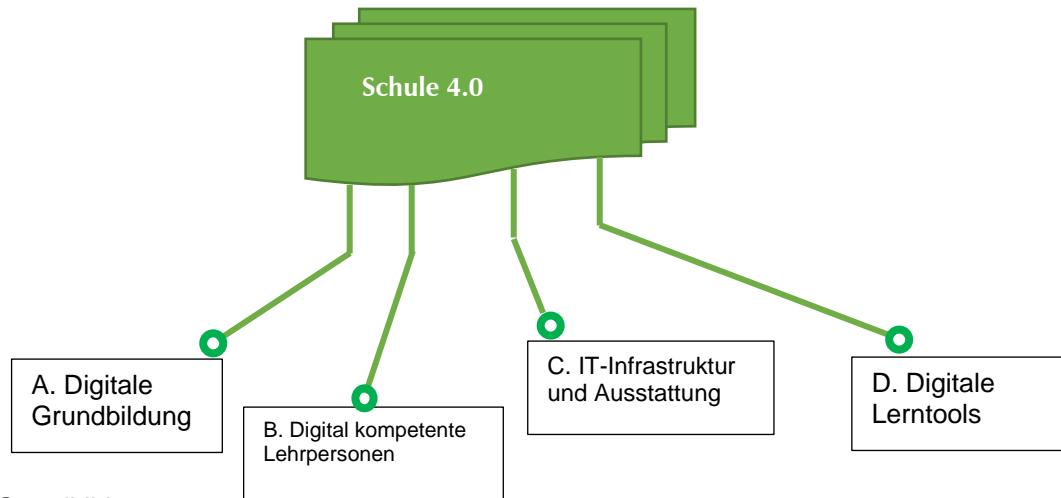 Schule 4.0
A. Digitale
Grundbildung
B. Digital kompetente
Lehrpersonen
C. IT-Infrastruktur
und Ausstattung
D. Digitale
Lerntools